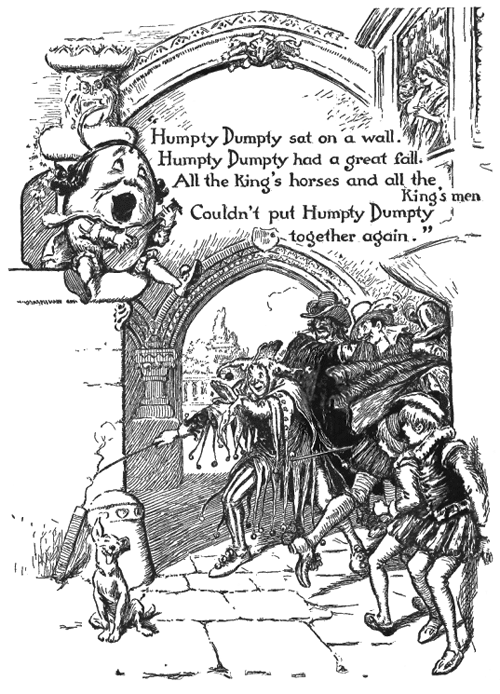 "Humpty Dumpty sat on a wall.
Humpty Dumpty had a great fall.
All the King's horses and all the
King's men
Couldn't put Humpty Dumpty
together again."